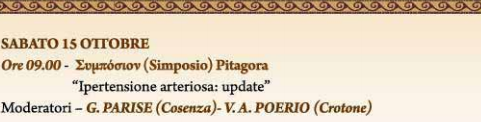 SABATO 15 OTTOBRE
Ore 09.00 - Συμπόσιον (Simposio) Pitagora
“Ipertensione arteriosa: update”
Moderatori – G. PARISE (Cosenza)- V. A. POERIO (Crotone)